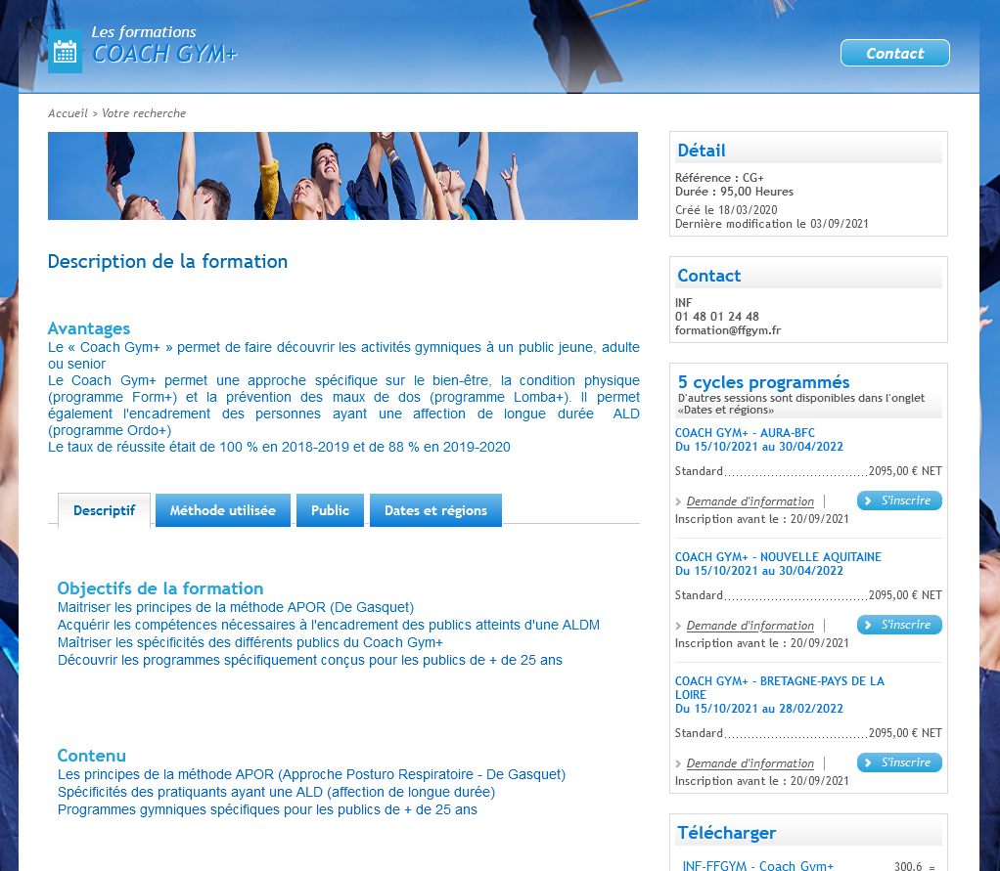 Les formations
COACH GYM+
Contact
Accueil > Votre recherche
Description de la formation
Avantages
Le « Coach Gym+ » permet de faire découvrir les activités gymniques à un public jeune, adulte
ou senior
Le Coach Gym+ permet une approche spécifique sur le bien-être, la condition physique
(programme Form+) et la prévention des maux de dos (programme Lomba+). Il permet
également l'encadrement des personnes ayant une affection de longue durée ALD
(programme Ordo+)
Le taux de réussite était de 100 % en 2018-2019 et de 88 % en 2019-2020
Descriptif
Méthode utilisée
Public
Dates et régions
Objectifs de la formation
Maitriser les principes de la méthode APOR (De Gasquet)
Acquérir les compétences nécessaires à l'encadrement des publics atteints d'une ALDM
Maîtriser les spécificités des différents publics du Coach Gym+
Découvrir les programmes spécifiquement conçus pour les publics de + de 25 ans
Contenu
Les principes de la méthode APOR (Approche Posturo Respiratoire - De Gasquet)
Spécificités des pratiquants ayant une ALD (affection de longue durée)
Programmes gymniques spécifiques pour les publics de + de 25 ans
Détail
Référence : CG+
Durée : 95,00 Heures
Créé le 18/03/2020
Dernière modification le 03/09/2021
Contact
INF
01 48 01 24 48
formation@ffgym.fr
5 cycles programmés
D'autres sessions sont disponibles dans l'onglet
«Dates et régions»
COACH GYM+ - AURA-BFC
Du 15/10/2021 au 30/04/2022
Standard 2095,00 € NET
Demande d'information | S'inscrire
Inscription avant le : 20/09/2021
COACH GYM+ - NOUVELLE AQUITAINE
Du 15/10/2021 au 30/04/2022
Standard 2095,00 € NET
Demande d'information | S'inscrire
Inscription avant le : 20/09/2021
COACH GYM+ - BRETAGNE-PAYS DE LA
LOIRE
Du 15/10/2021 au 28/02/2022
Standard 2095,00 € NET
Demande d'information | S'inscrire
Inscription avant le : 20/09/2021
Télécharger
INF-FFGYM - Coach Gym+ 300.6 =